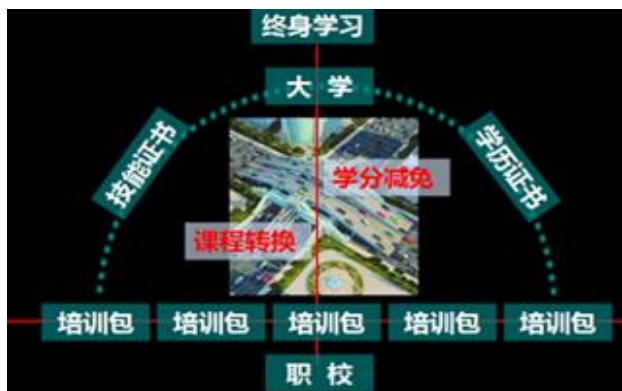 终身学习
大 学
技能证书
学历证书
学分减免
课程转换
培训包 培训包 培训包 培训包 培训包
职 校